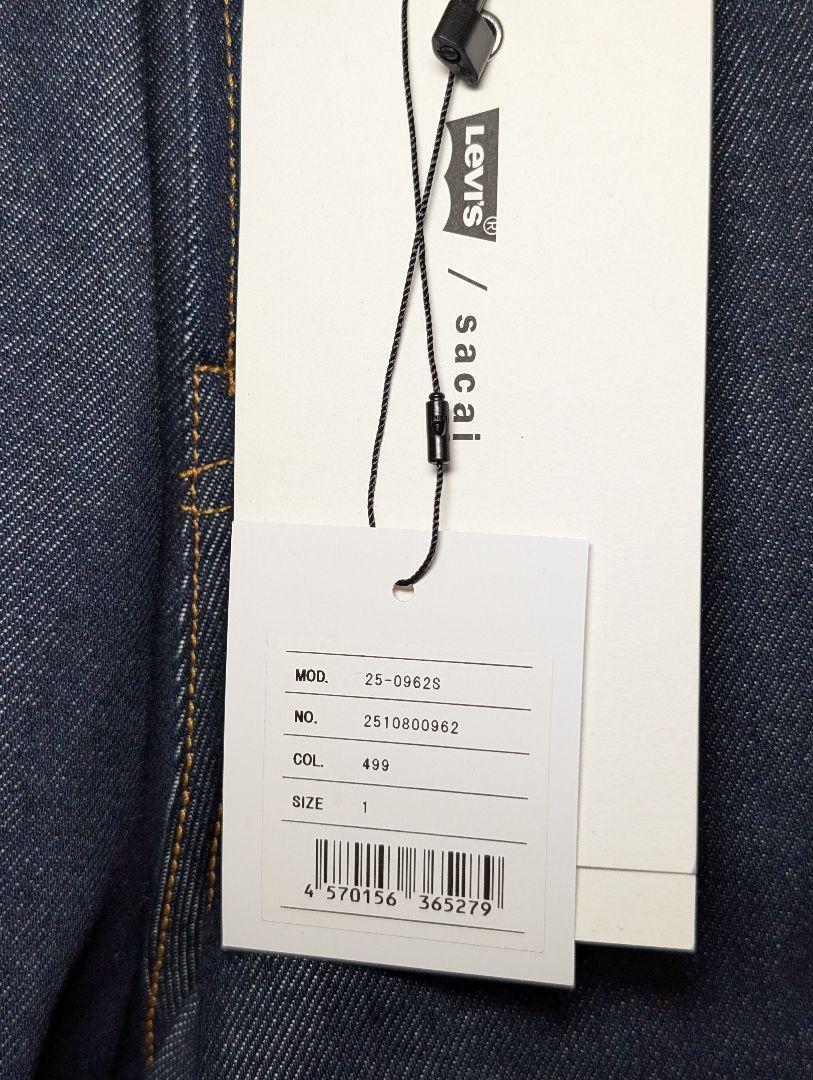 LEVI'S®
/ sacai
MOD. 25-0962S
NO. 2510800962
COL. 499
SIZE 1
4 570156 365279